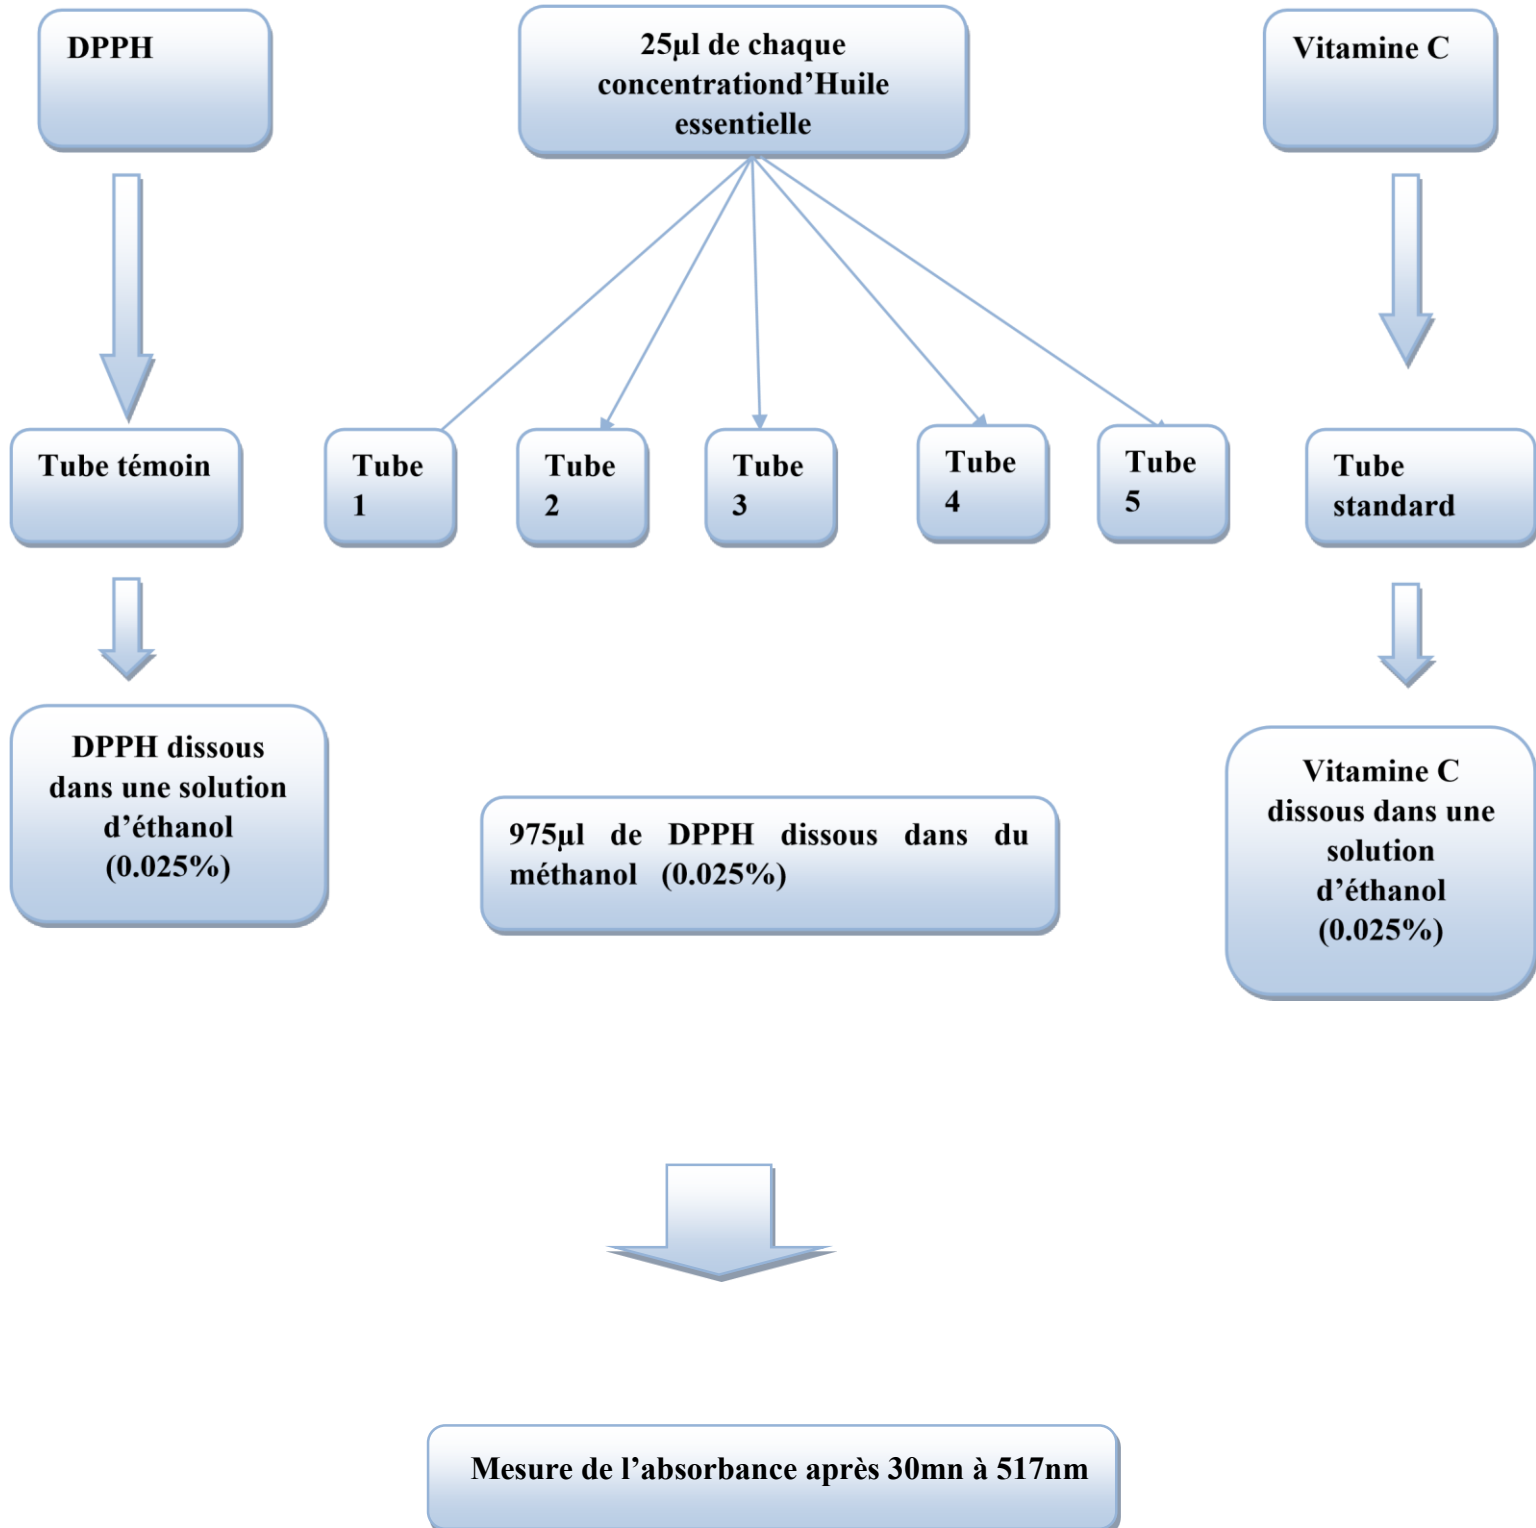 DPPH
25µl de chaque
concentrationd’Huile
essentielle
Vitamine C
Tube témoin
Tube
1
Tube
2
Tube
3
Tube
4
Tube
5
Tube
standard
DPPH dissous
dans une solution
d’éthanol
(0.025%)
975µl de DPPH dissous dans du
méthanol (0.025%)
Vitamine C
dissous dans une
solution
d’éthanol
(0.025%)
Mesure de l’absorbance après 30mn à 517nm